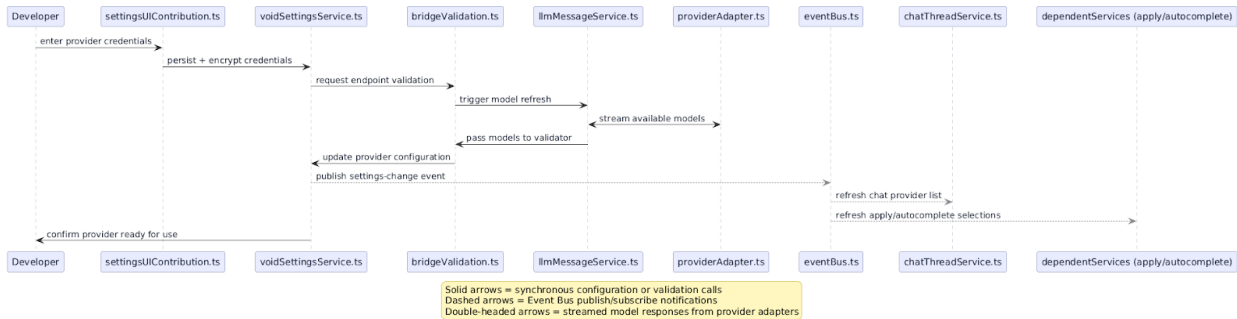 Developer
settingsUIContribution.ts
voidSettingsService.ts
bridgeValidation.ts
llmMessageService.ts
providerAdapter.ts
eventBus.ts
chatThreadService.ts
dependentServices (apply/autocomplete)
enter provider credentials
persist + encrypt credentials
request endpoint validation
trigger model refresh
stream available models
pass models to validator
update provider configuration
publish settings-change event
refresh chat provider list
refresh apply/autocomplete selections
confirm provider ready for use
Developer
settingsUIContribution.ts
voidSettingsService.ts
bridgeValidation.ts
llmMessageService.ts
providerAdapter.ts
eventBus.ts
chatThreadService.ts
dependentServices (apply/autocomplete)
Solid arrows = synchronous configuration or validation calls
Dashed arrows = Event Bus publish/subscribe notifications
Double-headed arrows = streamed model responses from provider adapters